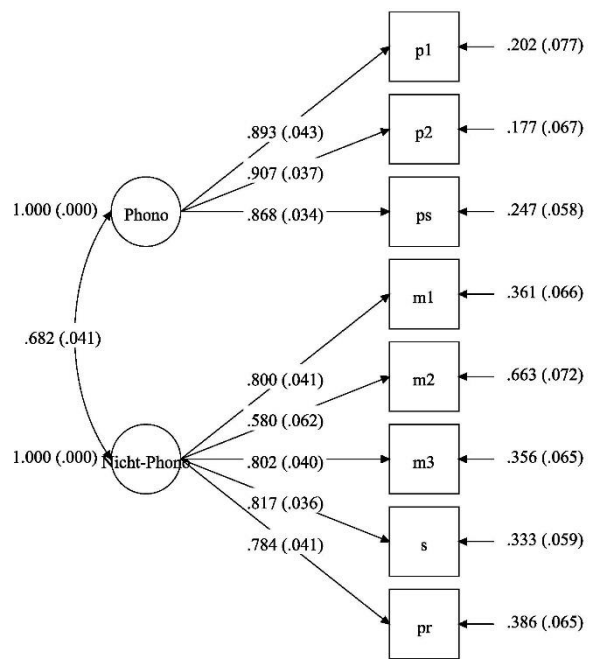 p1
.202 (.077)
.893 (.043)
p2
.177 (.067)
.907 (.037)
1.000 (.000)
Phono
.868 (.034)
ps
.247 (.058)
m1
.361 (.066)
.682 (.041)
.800 (.041)
m2
.663 (.072)
.580 (.062)
1.000 (.000)
Nicht-Phono
.802 (.040)
m3
.356 (.065)
.817 (.036)
s
.333 (.059)
.784 (.041)
pr
.386 (.065)